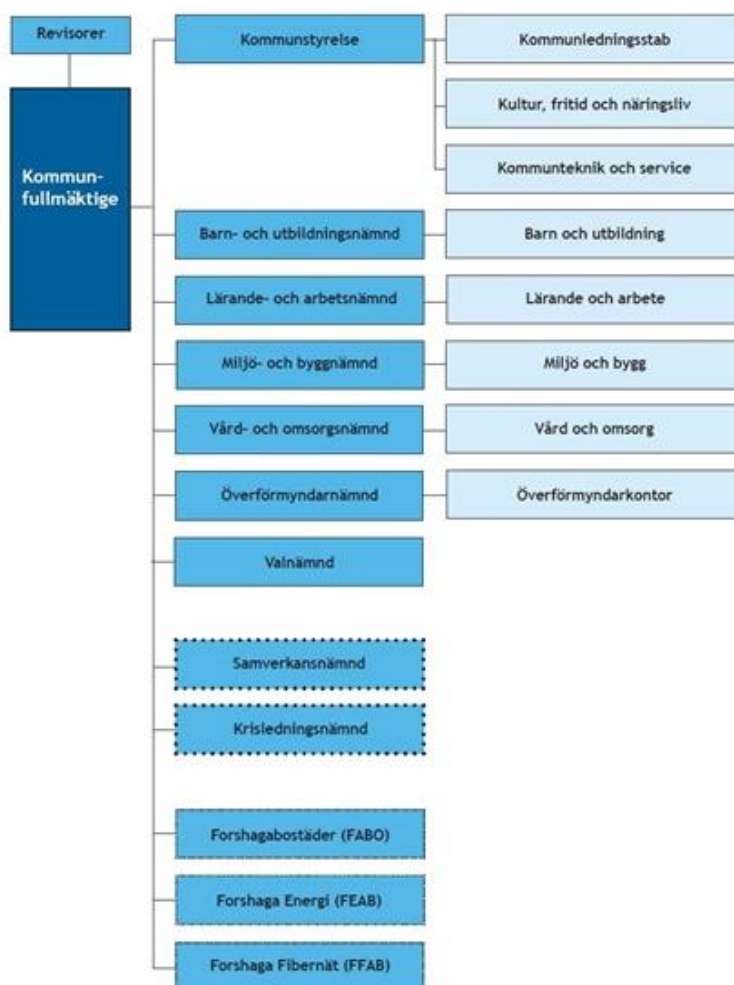 Revisorer
Kommun-
fullmäktige
Kommunstyrelse
Kommunledningsstab
Kultur, fritid och näringsliv
Kommunteknik och service
Barn- och utbildningsnämnd
Barn och utbildning
Lärande- och arbetsnämnd
Lärande och arbete
Miljö- och byggnämnd
Miljö och bygg
Vård- och omsorgsnämnd
Vård och omsorg
Överförmyndarnämnd
Överförmyndarkontor
Valnämnd
Samverkansnämnd
Krisledningsnämnd
Forshagabostäder (FABO)
Forshaga Energi (FEAB)
Forshaga Fibernät (FFAB)